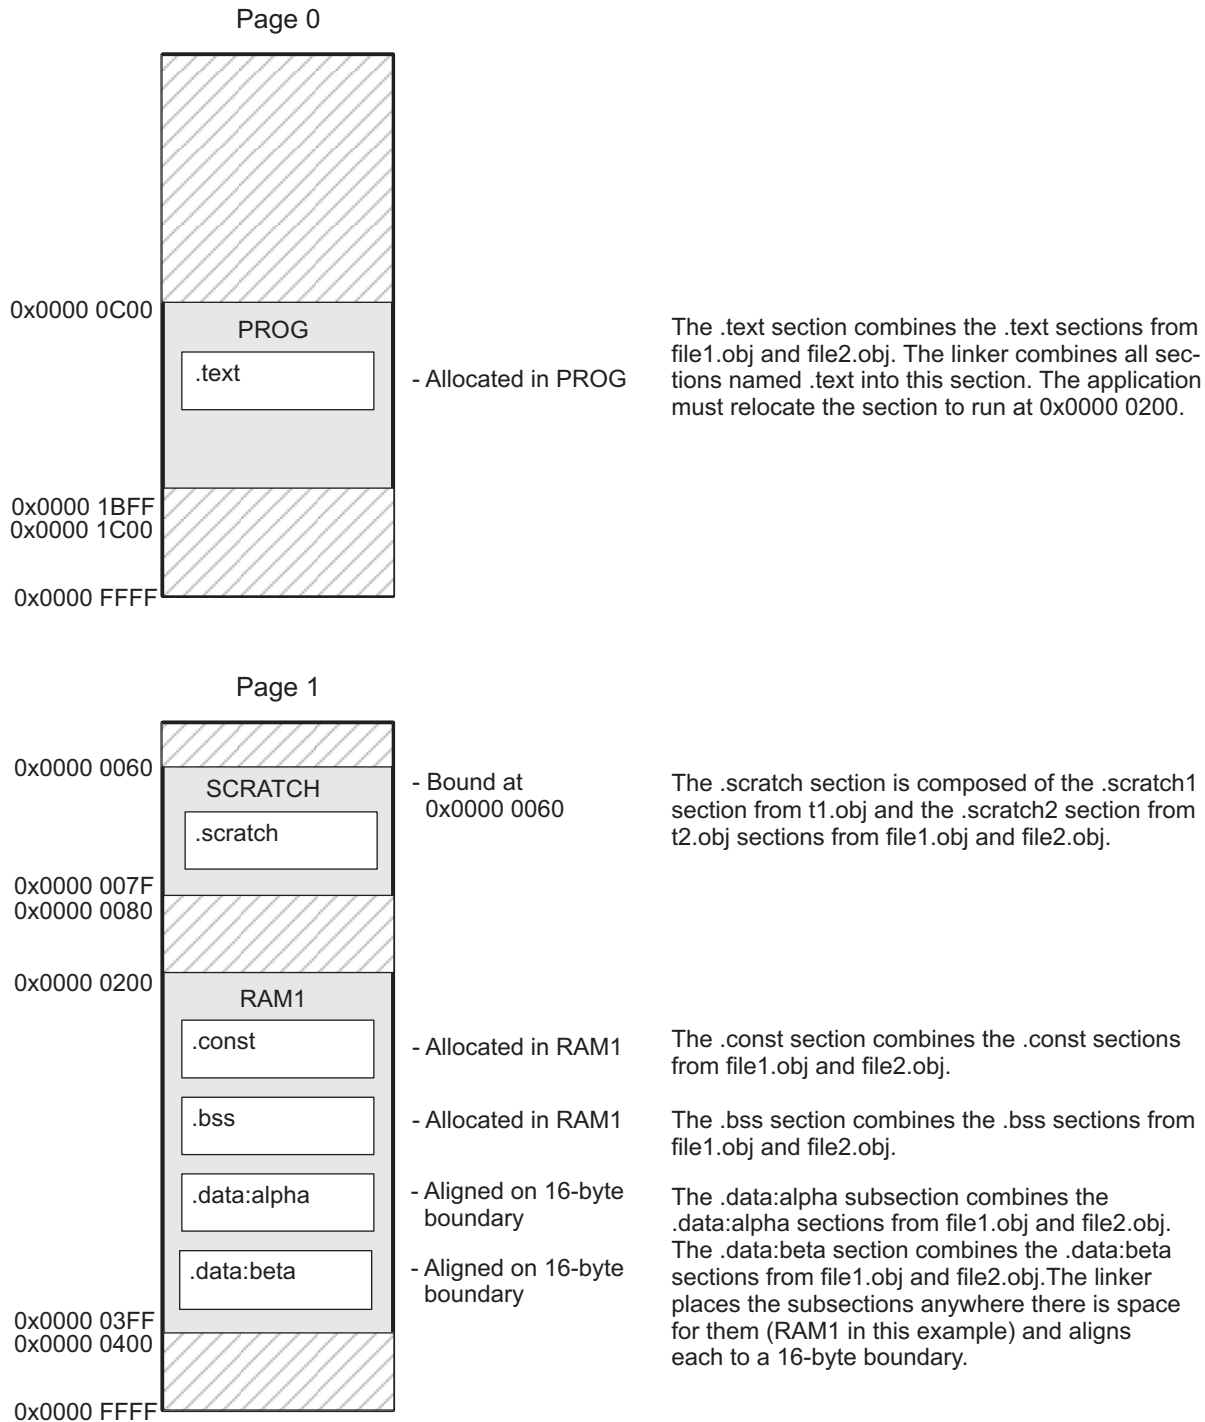 Page 0
0x0000 0C00
PROG
.text
- Allocated in PROG
The .text section combines the .text sections from
file1.obj and file2.obj. The linker combines all sec-
tions named .text into this section. The application
must relocate the section to run at 0x0000 0200.
0x0000 1BFF
0x0000 1C00
0x0000 FFFF
Page 1
0x0000 0060
SCRATCH
.scratch
- Bound at
0x0000 0060
The .scratch section is composed of the .scratch1
section from t1.obj and the .scratch2 section from
t2.obj sections from file1.obj and file2.obj.
0x0000 007F
0x0000 0080
0x0000 0200
RAM1
.const
- Allocated in RAM1
The .const section combines the .const sections
from file1.obj and file2.obj.
.bss
- Allocated in RAM1
The .bss section combines the .bss sections from
file1.obj and file2.obj.
.data:alpha
- Aligned on 16-byte
boundary
The .data:alpha subsection combines the
.data:alpha sections from file1.obj and file2.obj.
The .data:beta section combines the .data:beta
sections from file1.obj and file2.obj.The linker
places the subsections anywhere there is space
for them (RAM1 in this example) and aligns
each to a 16-byte boundary.
.data:beta
- Aligned on 16-byte
boundary
0x0000 03FF
0x0000 0400
0x0000 FFFF